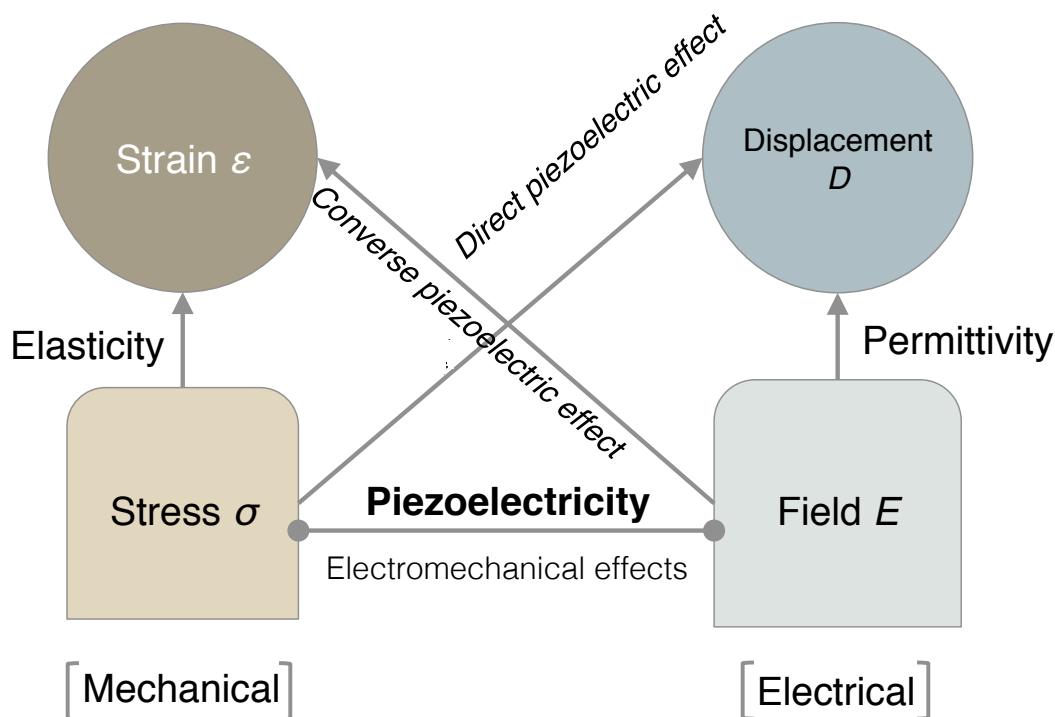 Strain ε
Direct piezoelectric effect
Displacement
D
Converse piezoelectric effect
Elasticity
Permittivity
Stress σ
Piezoelectricity
Field E
Electromechanical effects
[Mechanical]
[Electrical]